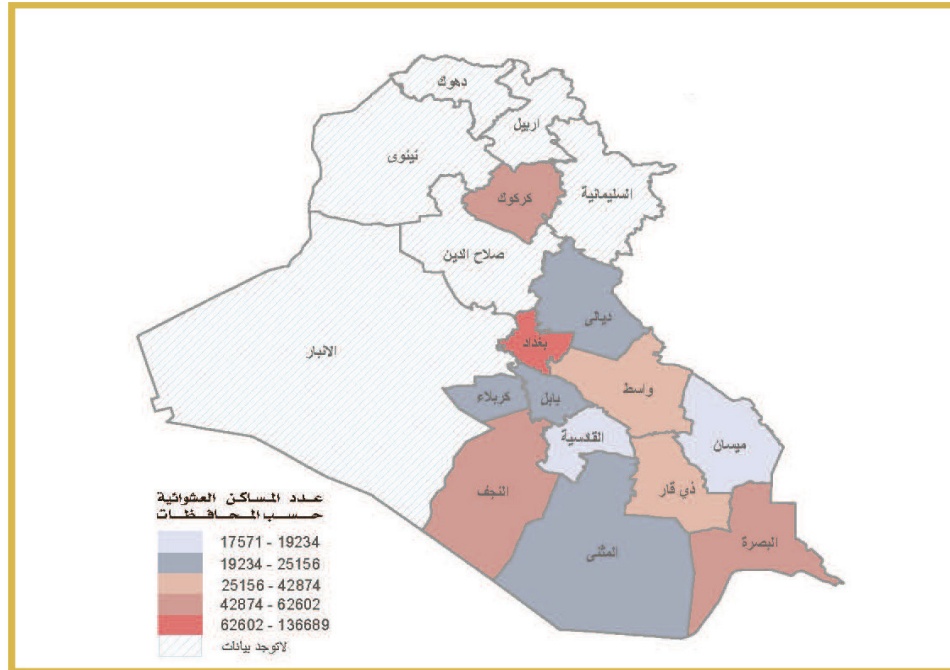 دهوك
اربيل
نينوى
السليمانية
كركوك
صلاح الدين
ديالى
بغداد
الانبار
واسط
كربلاء
بابل
القادسية
ميسان
النجف
ذي قار
البصرة
المثنى
عدد المساكن العشوائية
حسب المحافظات
17571 - 19234
19234 - 25156
25156 - 42874
42874 - 62602
62602 - 136689
لاتوجد بيانات